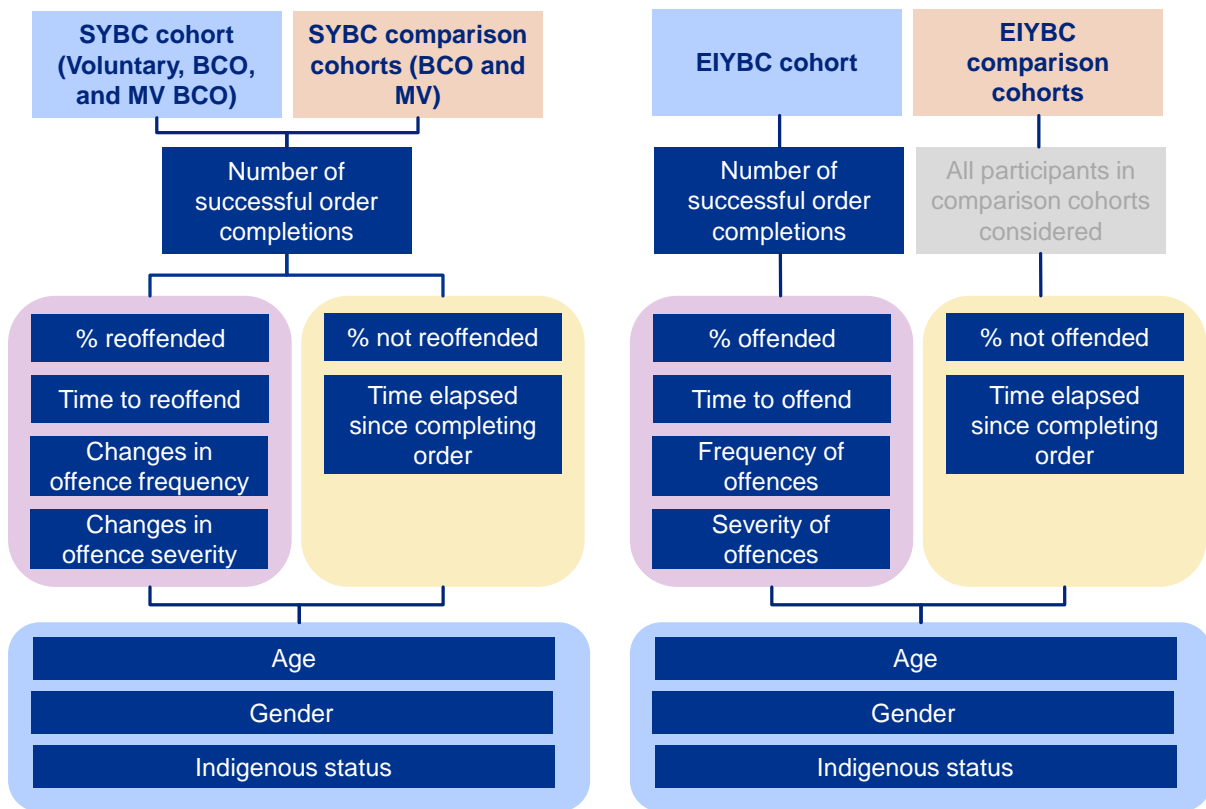 SYBC cohort
(Voluntary, BCO,
and MV BCO)
SYBC comparison
cohorts (BCO and
MV)
Number of
successful order
completions
% reoffended
Time to reoffend
Changes in
offence frequency
Changes in
offence severity
% not reoffended
Time elapsed
since completing
order
Age
Gender
Indigenous status
EIYBC cohort
EIYBC
comparison
cohorts
Number of
successful order
completions
All participants in
comparison cohorts
considered
% offended
Time to offend
Frequency of
offences
Severity of
offences
% not offended
Time elapsed
since completing
order
Age
Gender
Indigenous status